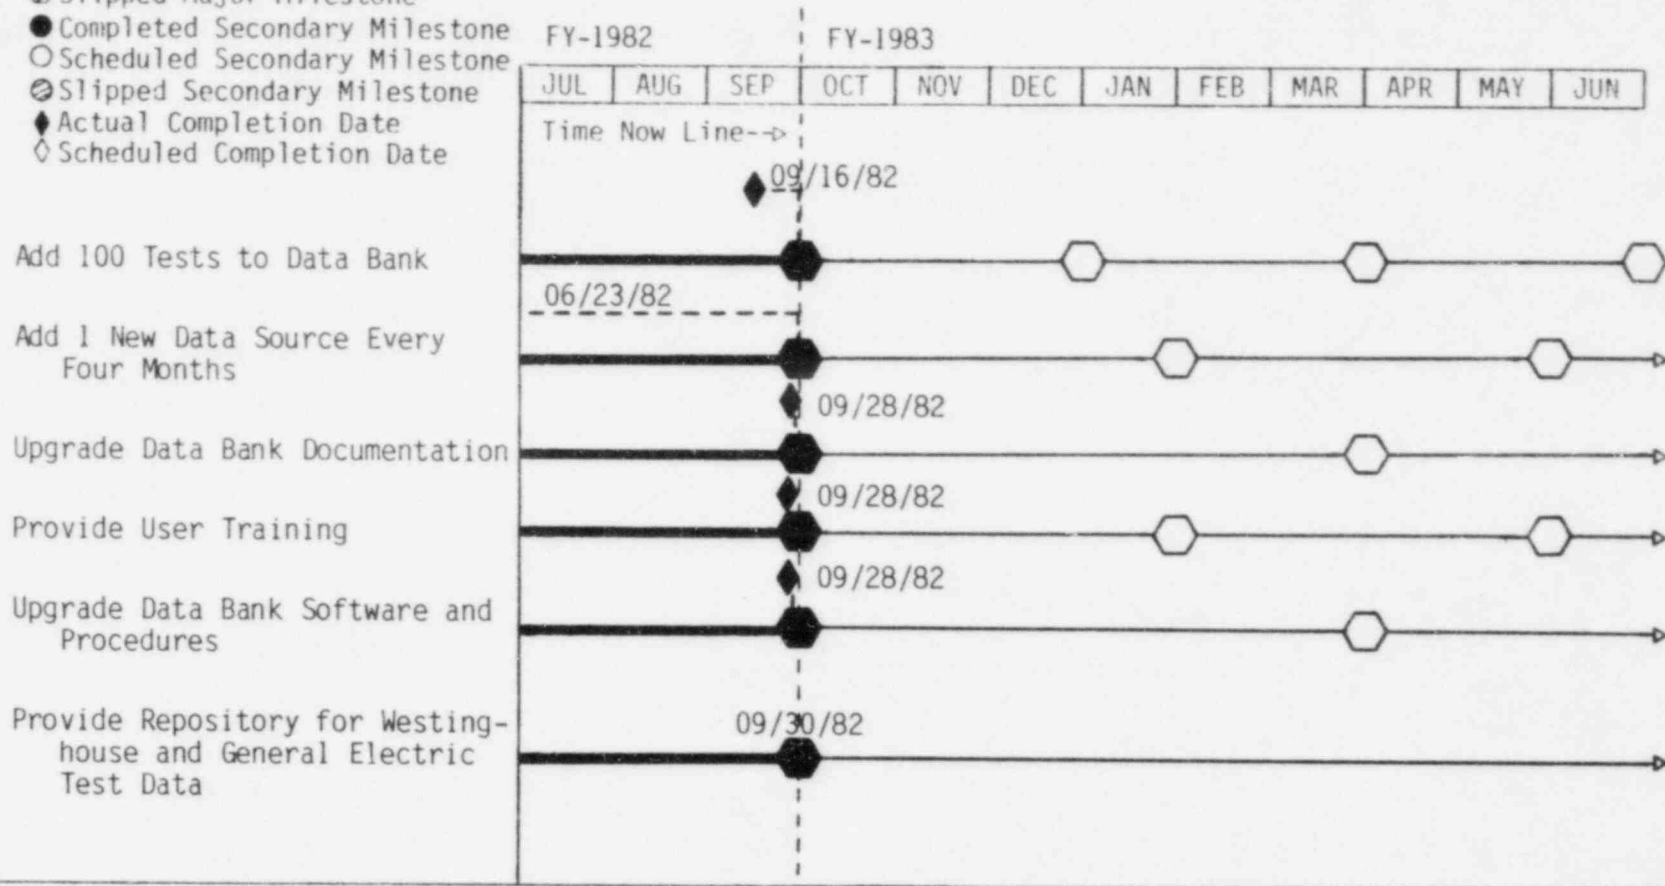 Slipped Major Milestone
Completed Secondary Milestone
Scheduled Secondary Milestone
Slipped Secondary Milestone
Actual Completion Date
Scheduled Completion Date
FY-1982 FY-1983
JUL AUG SEP OCT NOV DEC JAN FEB MAR APR MAY JUN
Time Now Line
09/16/82
Add 100 Tests to Data Bank
06/23/82
Add 1 New Data Source Every
Four Months
09/28/82
Upgrade Data Bank Documentation
09/28/82
Provide User Training
09/28/82
Upgrade Data Bank Software and
Procedures
09/30/82
Provide Repository for Westing-
house and General Electric
Test Data